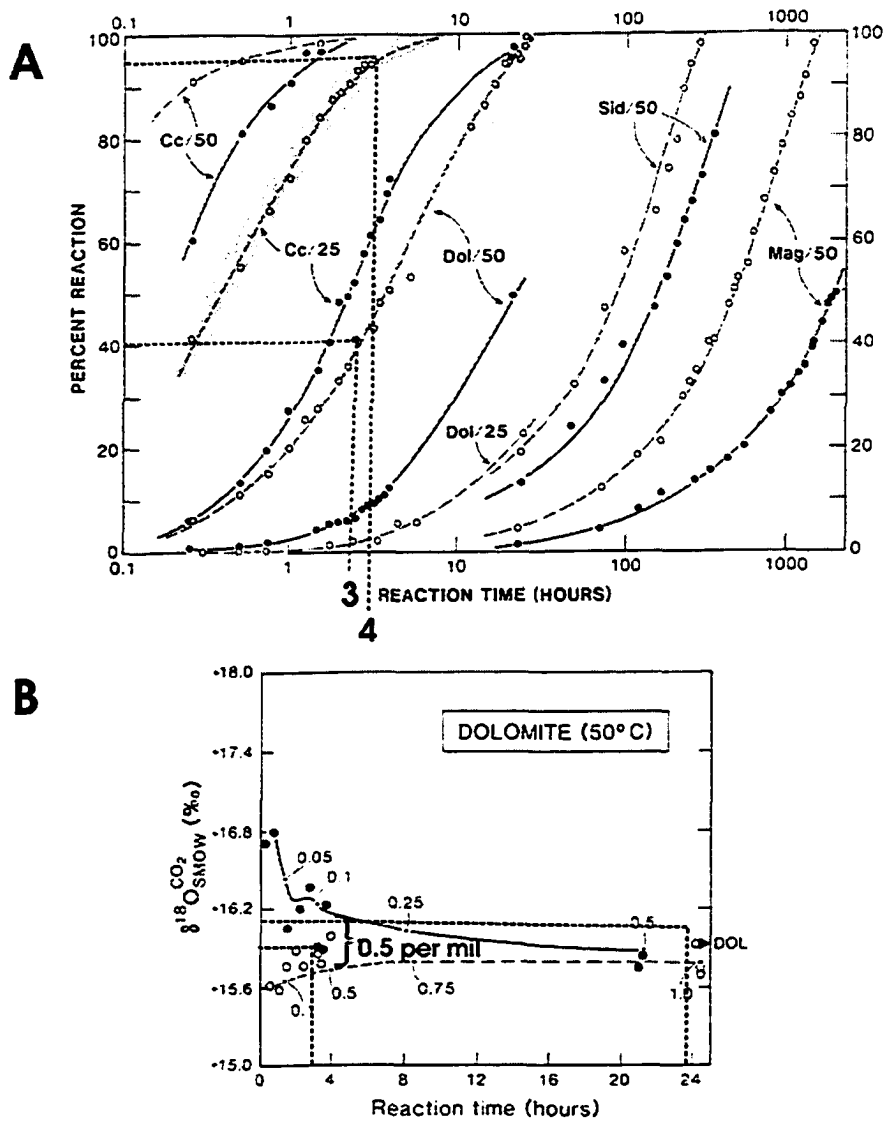 A
0.1 1 10 100 1000
100 100
80 80
60 60
40 40
20 20
0 0
PERCENT REACTION
Cc/50
Cc/25
Dol/50
Dol/25
Sid/50
Mag/50
0.1 1 10 100 1000
3 REACTION TIME (HOURS)
4
B
DOLOMITE (50°C)
+18.0
+17.4
+16.8
+16.2
+15.6
+15.0
δ18O CO2 SMOW (‰)
0.05
0.1
0.25
0.5
DOL
0.5 per mil
0.5
0.75
1.0
0 4 8 12 16 20 24
Reaction time (hours)